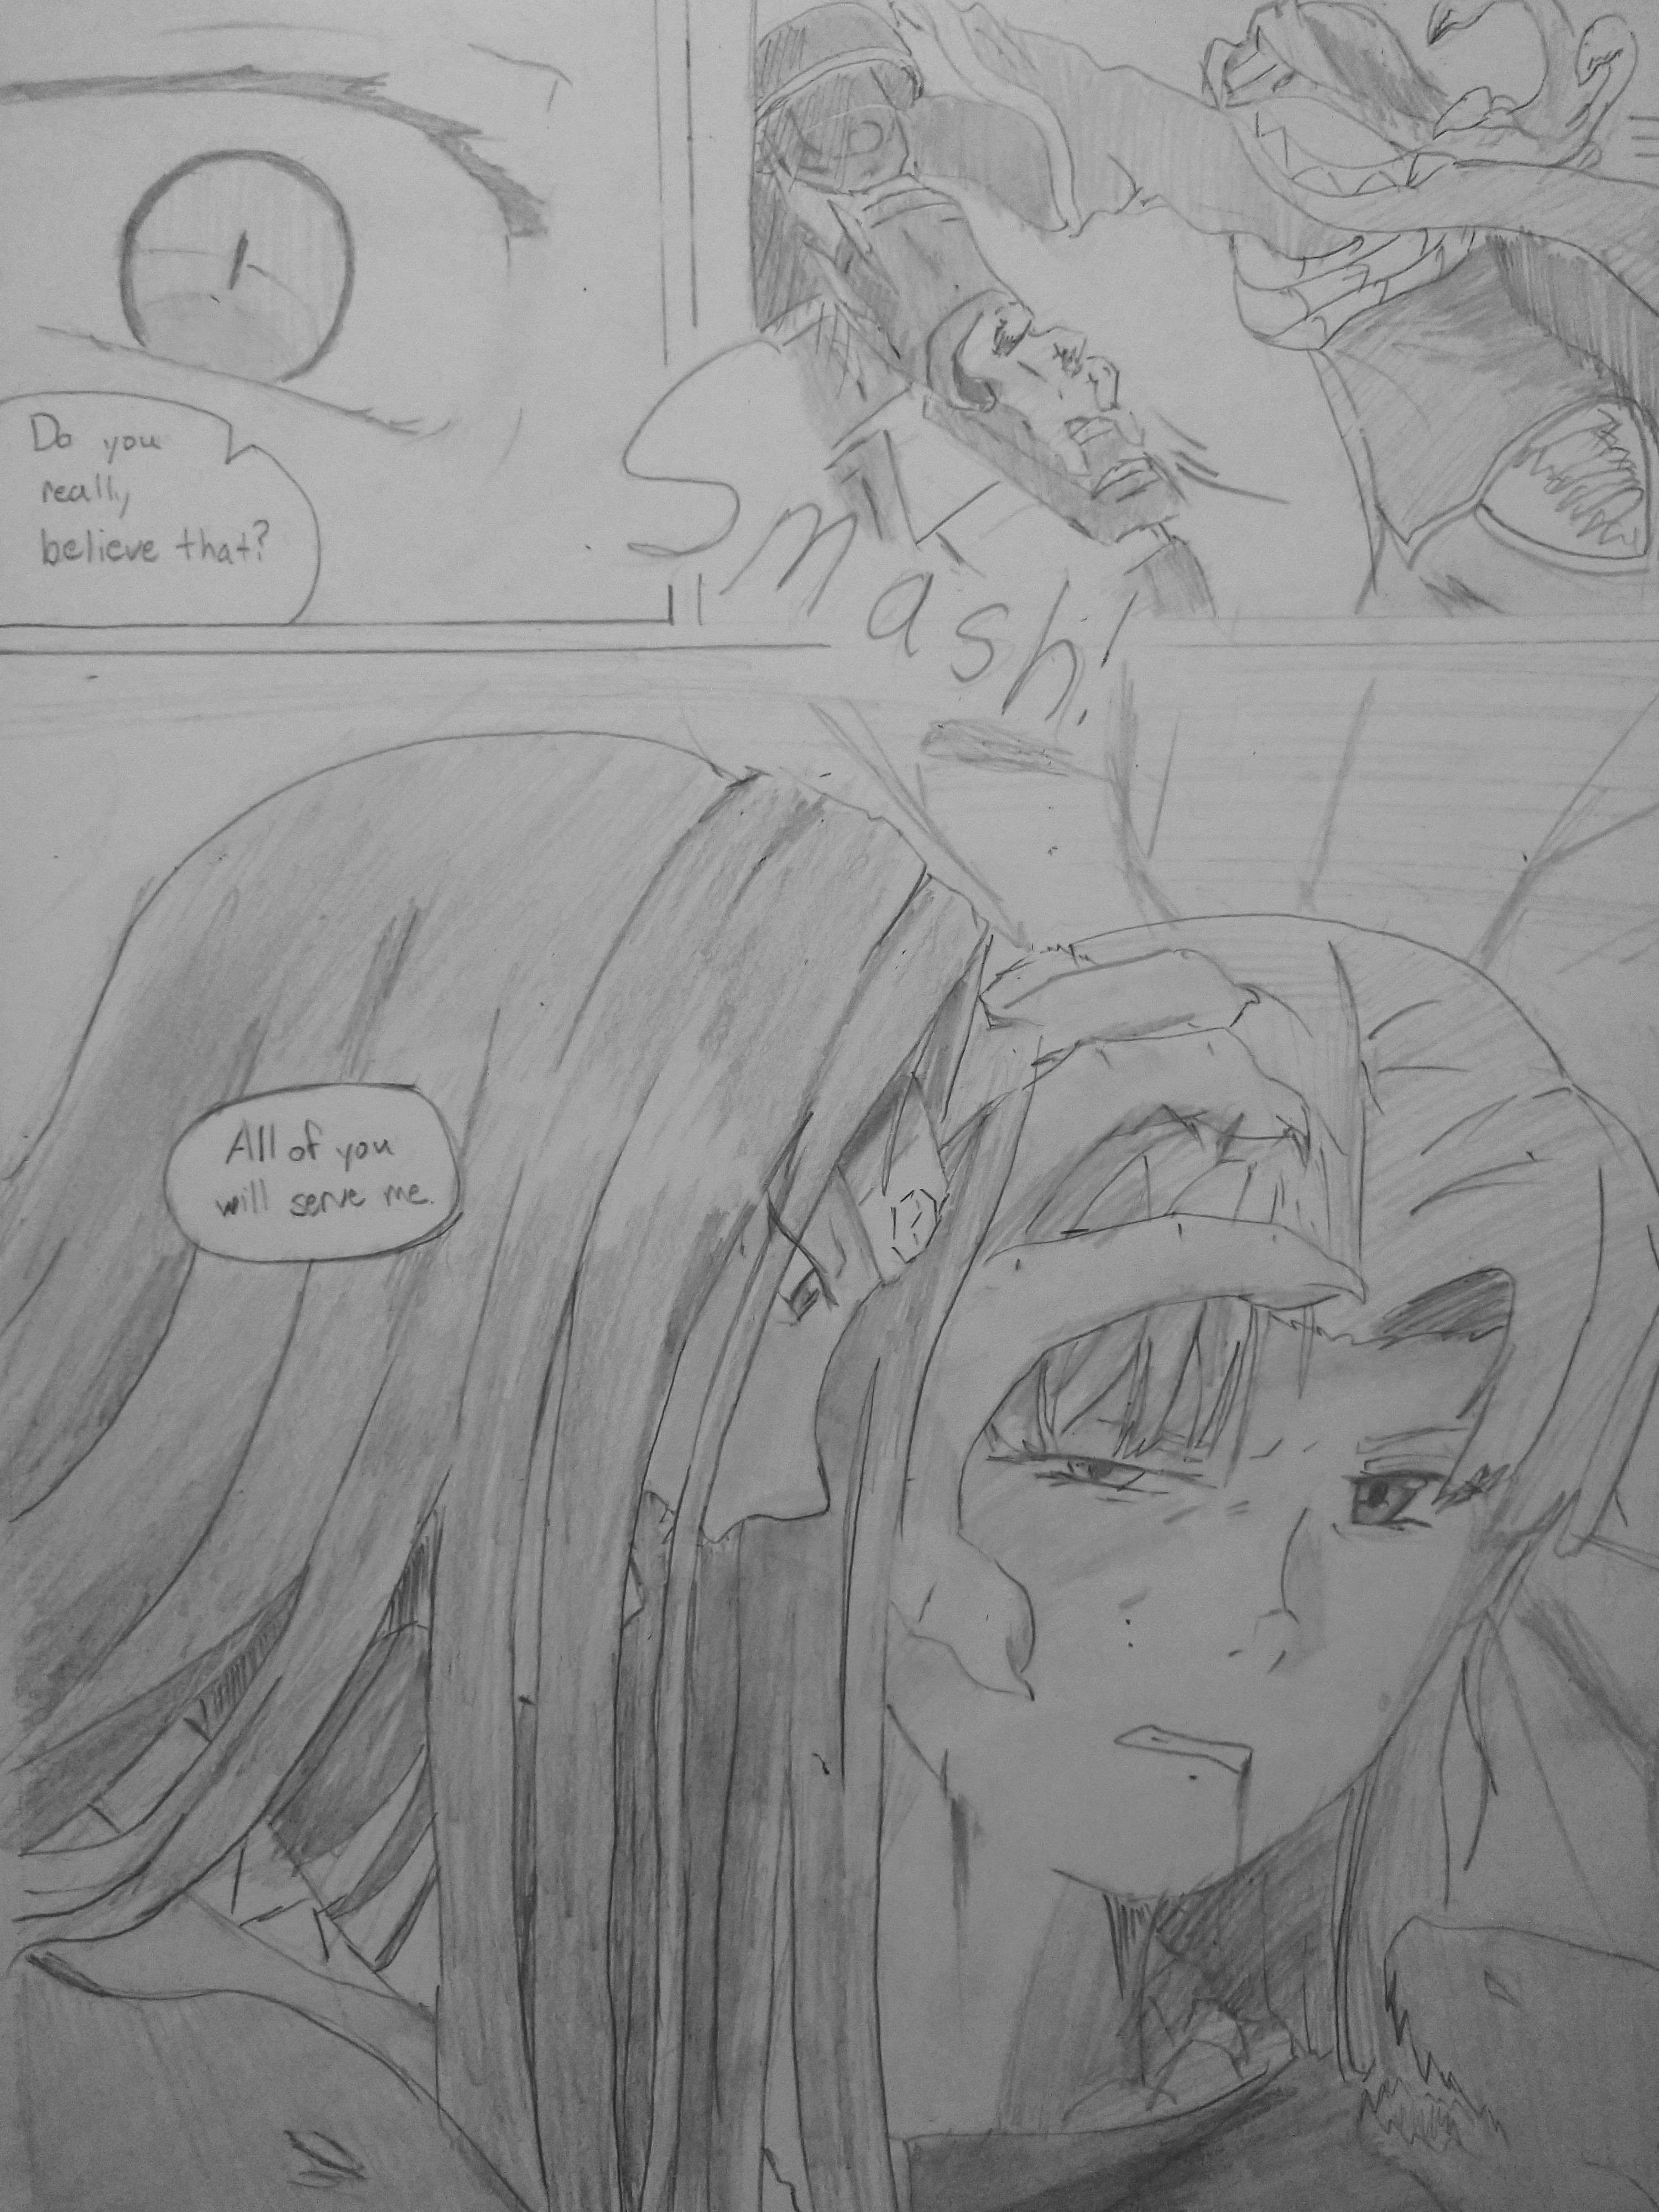 Do you
really
believe that?
Smash!
All of you
will serve me.